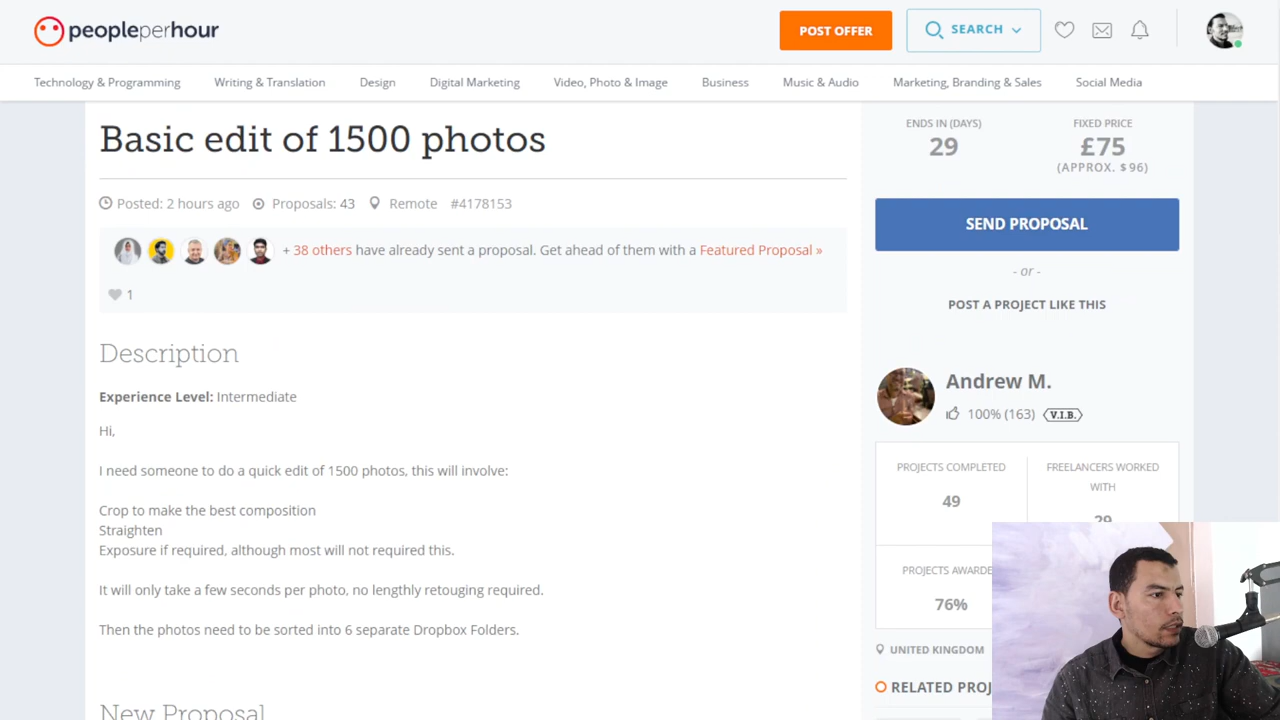 peopleperhour
POST OFFER
SEARCH
Technology & Programming Writing & Translation Design Digital Marketing Video, Photo & Image Business Music & Audio Marketing, Branding & Sales Social Media
Basic edit of 1500 photos
Posted: 2 hours ago Proposals: 43 Remote #4178153
+ 38 others have already sent a proposal. Get ahead of them with a Featured Proposal »
1
Description
Experience Level: Intermediate
Hi,
I need someone to do a quick edit of 1500 photos, this will involve:
Crop to make the best composition
Straighten
Exposure if required, although most will not required this.
It will only take a few seconds per photo, no lengthly retouging required.
Then the photos need to be sorted into 6 separate Dropbox Folders.
New Proposal
ENDS IN (DAYS)
29
FIXED PRICE
£75
(APPROX. $96)
SEND PROPOSAL
- or -
POST A PROJECT LIKE THIS
Andrew M.
100% (163) V.I.B.
PROJECTS COMPLETED
49
FREELANCERS WORKED
WITH
29
PROJECTS AWARDE
76%
UNITED KINGDOM
RELATED PROJ